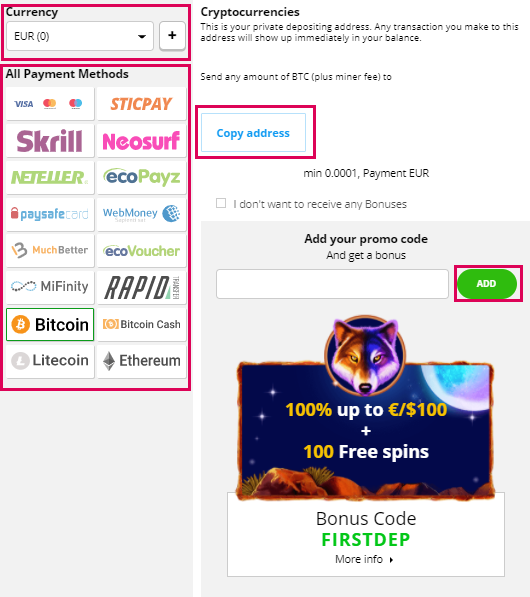 Currency
EUR (0)
+
All Payment Methods
VISA
STICPAY
Skrill
Neosurf
NETELLER
ecoPayz
paysafecard
WebMoney
MuchBetter
ecoVoucher
MiFinity
RAPID
TRANSFER
Bitcoin
Bitcoin Cash
Litecoin
Ethereum
Cryptocurrencies
This is your private depositing address. Any transaction you make to this
address will show up immediately in your balance.
Send any amount of BTC (plus miner fee) to
Copy address
min 0.0001, Payment EUR
I don't want to receive any Bonuses
Add your promo code
And get a bonus
ADD
100% up to €/$100
+
100 Free spins
Bonus Code
FIRSTDEP
More info